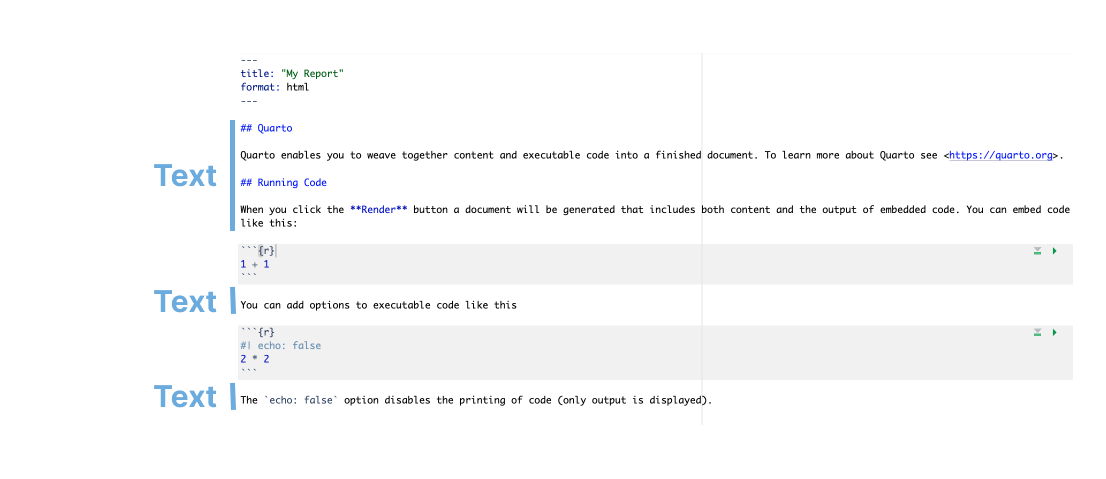 ---
title: "My Report"
format: html
---
## Quarto
Text
Quarto enables you to weave together content and executable code into a finished document. To learn more about Quarto see <https://quarto.org>.
## Running Code
When you click the **Render** button a document will be generated that includes both content and the output of embedded code. You can embed code
like this:
```{r}
1 + 1
```
Text
You can add options to executable code like this
```{r}
#| echo: false
2 * 2
```
Text
The `echo: false` option disables the printing of code (only output is displayed).